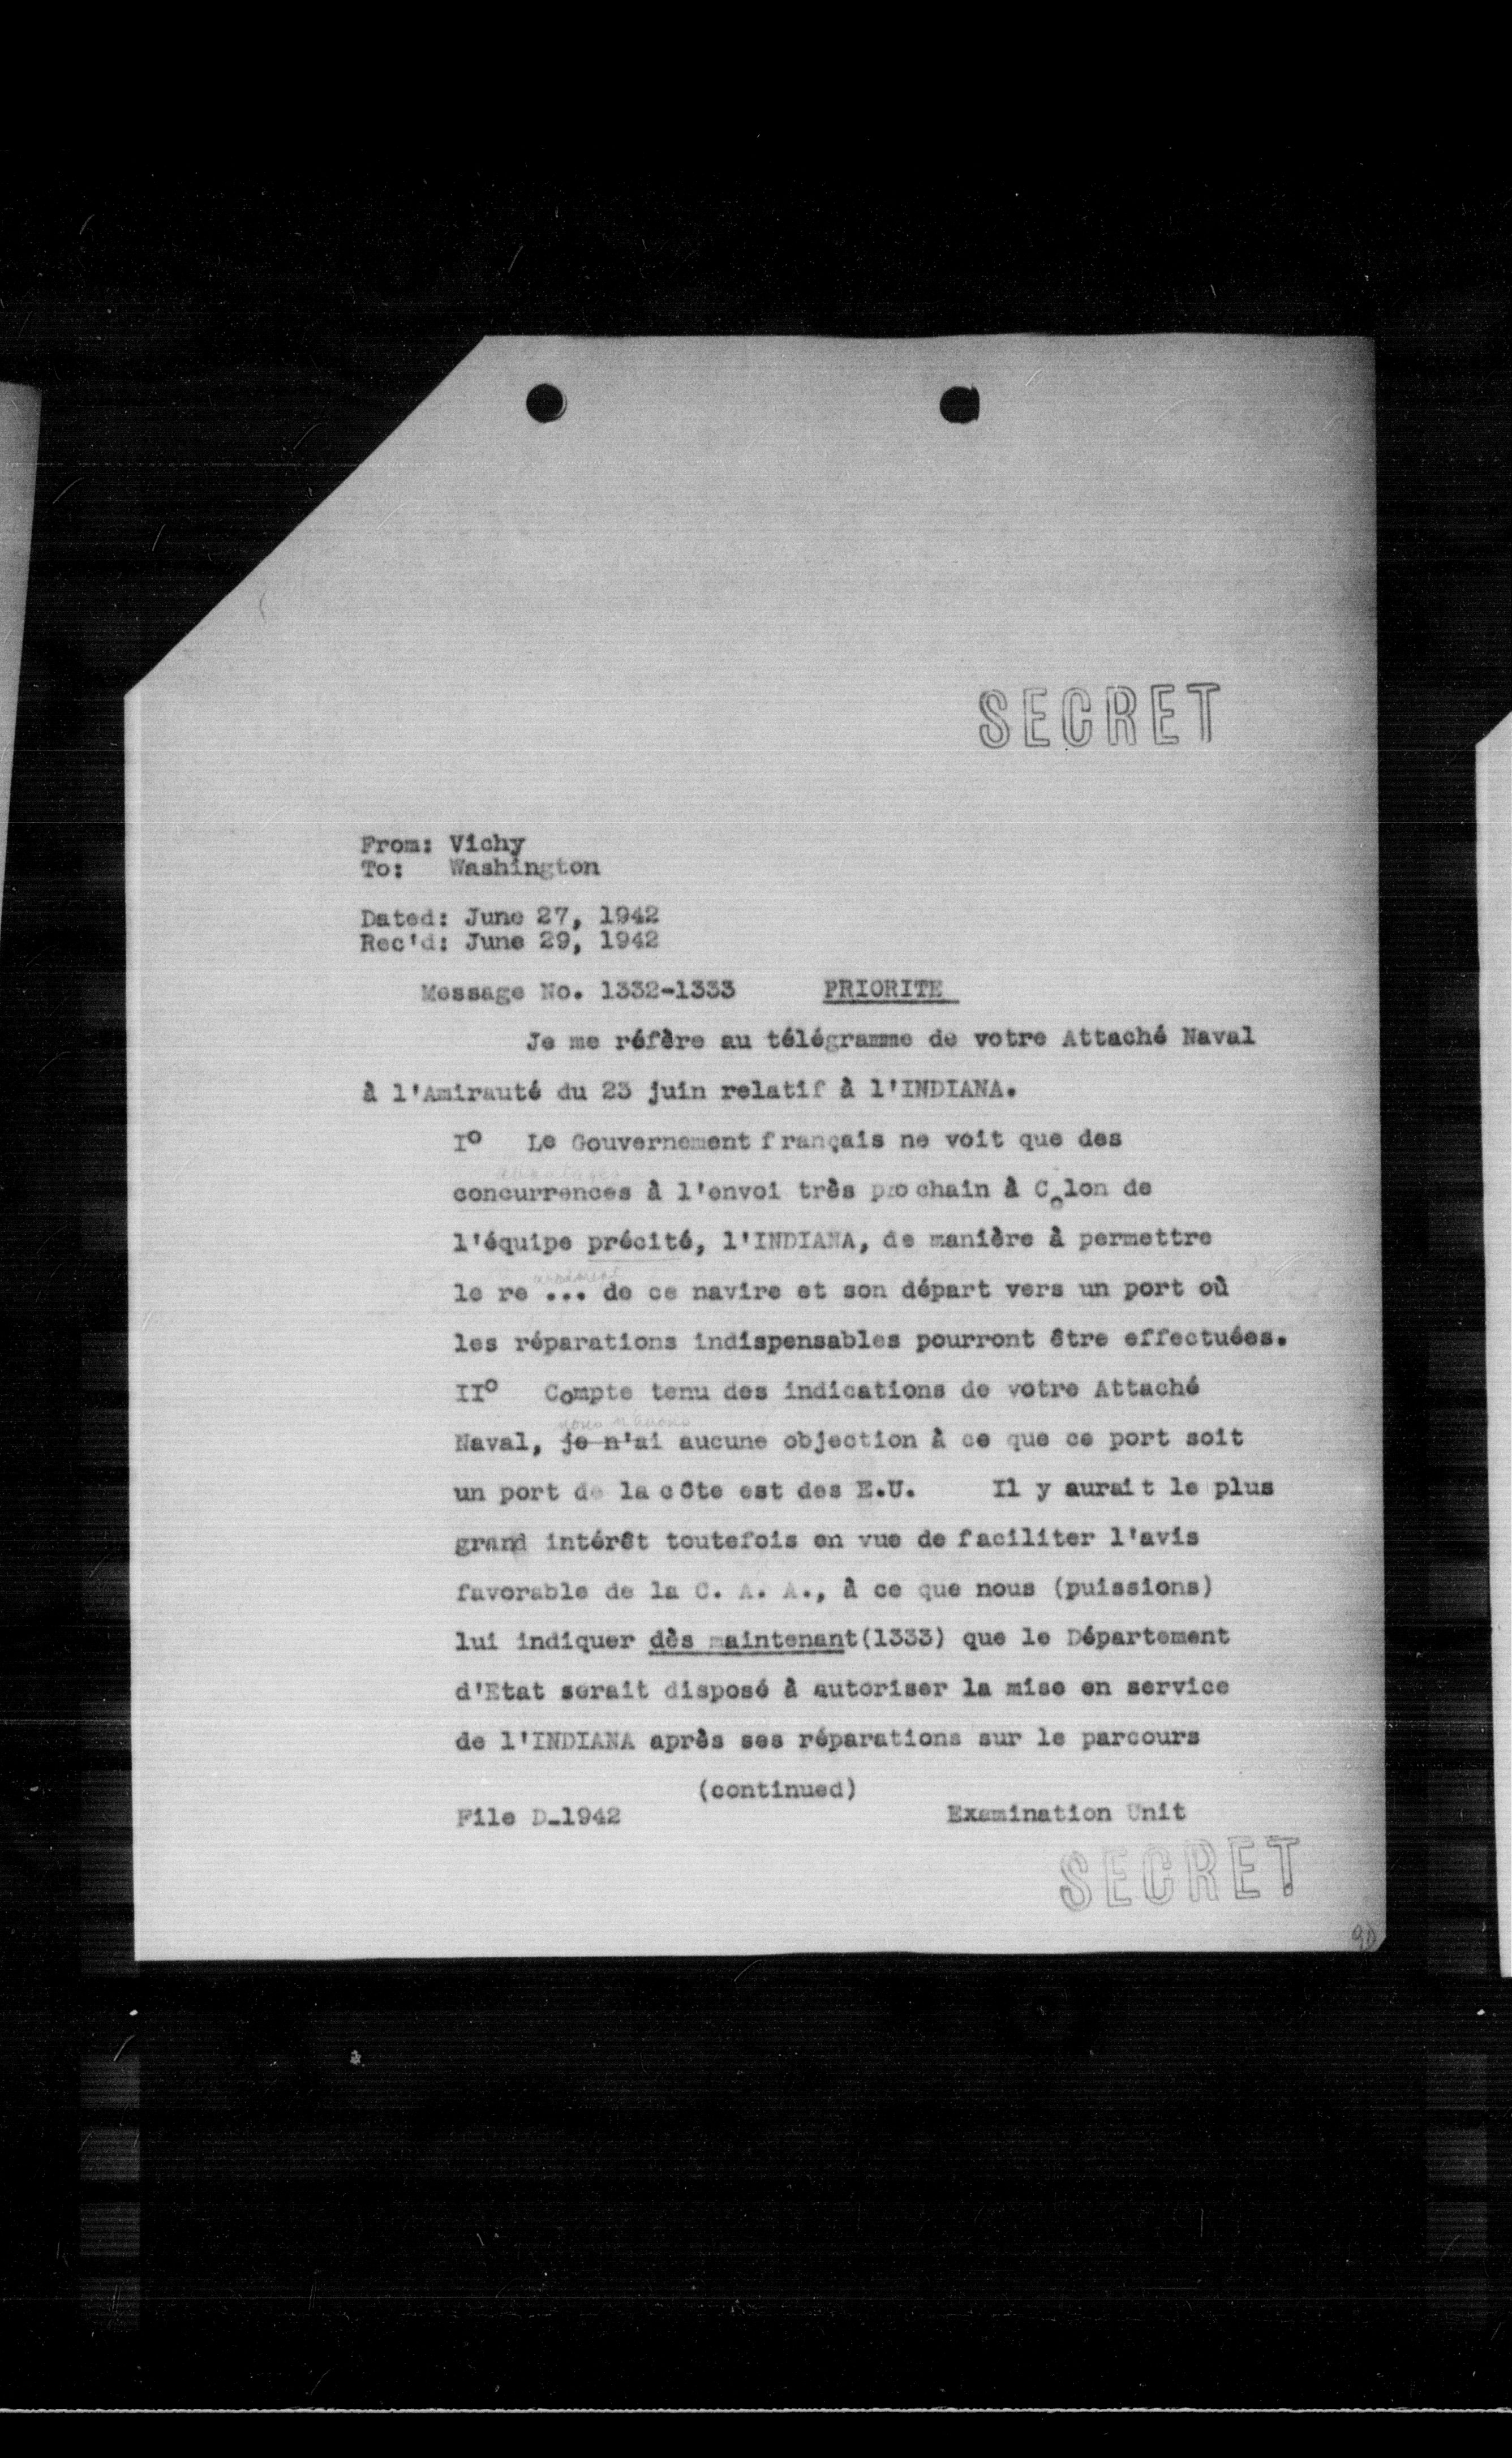 SECRET
From: Vichy
To: Washington
Dated: June 27, 1942
Rec'd: June 29, 1942
Message No. 1332-1333 PRIORITE
Je me réfère au télégramme de votre Attaché Naval
à l'Amirauté du 23 juin relatif à l'INDIANA.
I° Le Gouvernement français ne voit que des
avantages
concurrences à l'envoi très prochain à Colon de
l'équipe précité, l'INDIANA, de manière à permettre
le re ... de ce navire et son départ vers un port où
les réparations indispensables pourront être effectuées.
II° Compte tenu des indications de votre Attaché
nous n'avons
Naval, je n'ai aucune objection à ce que ce port soit
un port de la côte est des E.U. Il y aurait le plus
grand intérêt toutefois en vue de faciliter l'avis
favorable de la C. A. A., à ce que nous (puissions)
lui indiquer dès maintenant(1333) que le Département
d'Etat serait disposé à autoriser la mise en service
de l'INDIANA après ses réparations sur le parcours
(continued)
File D-1942 Examination Unit
SECRET
90